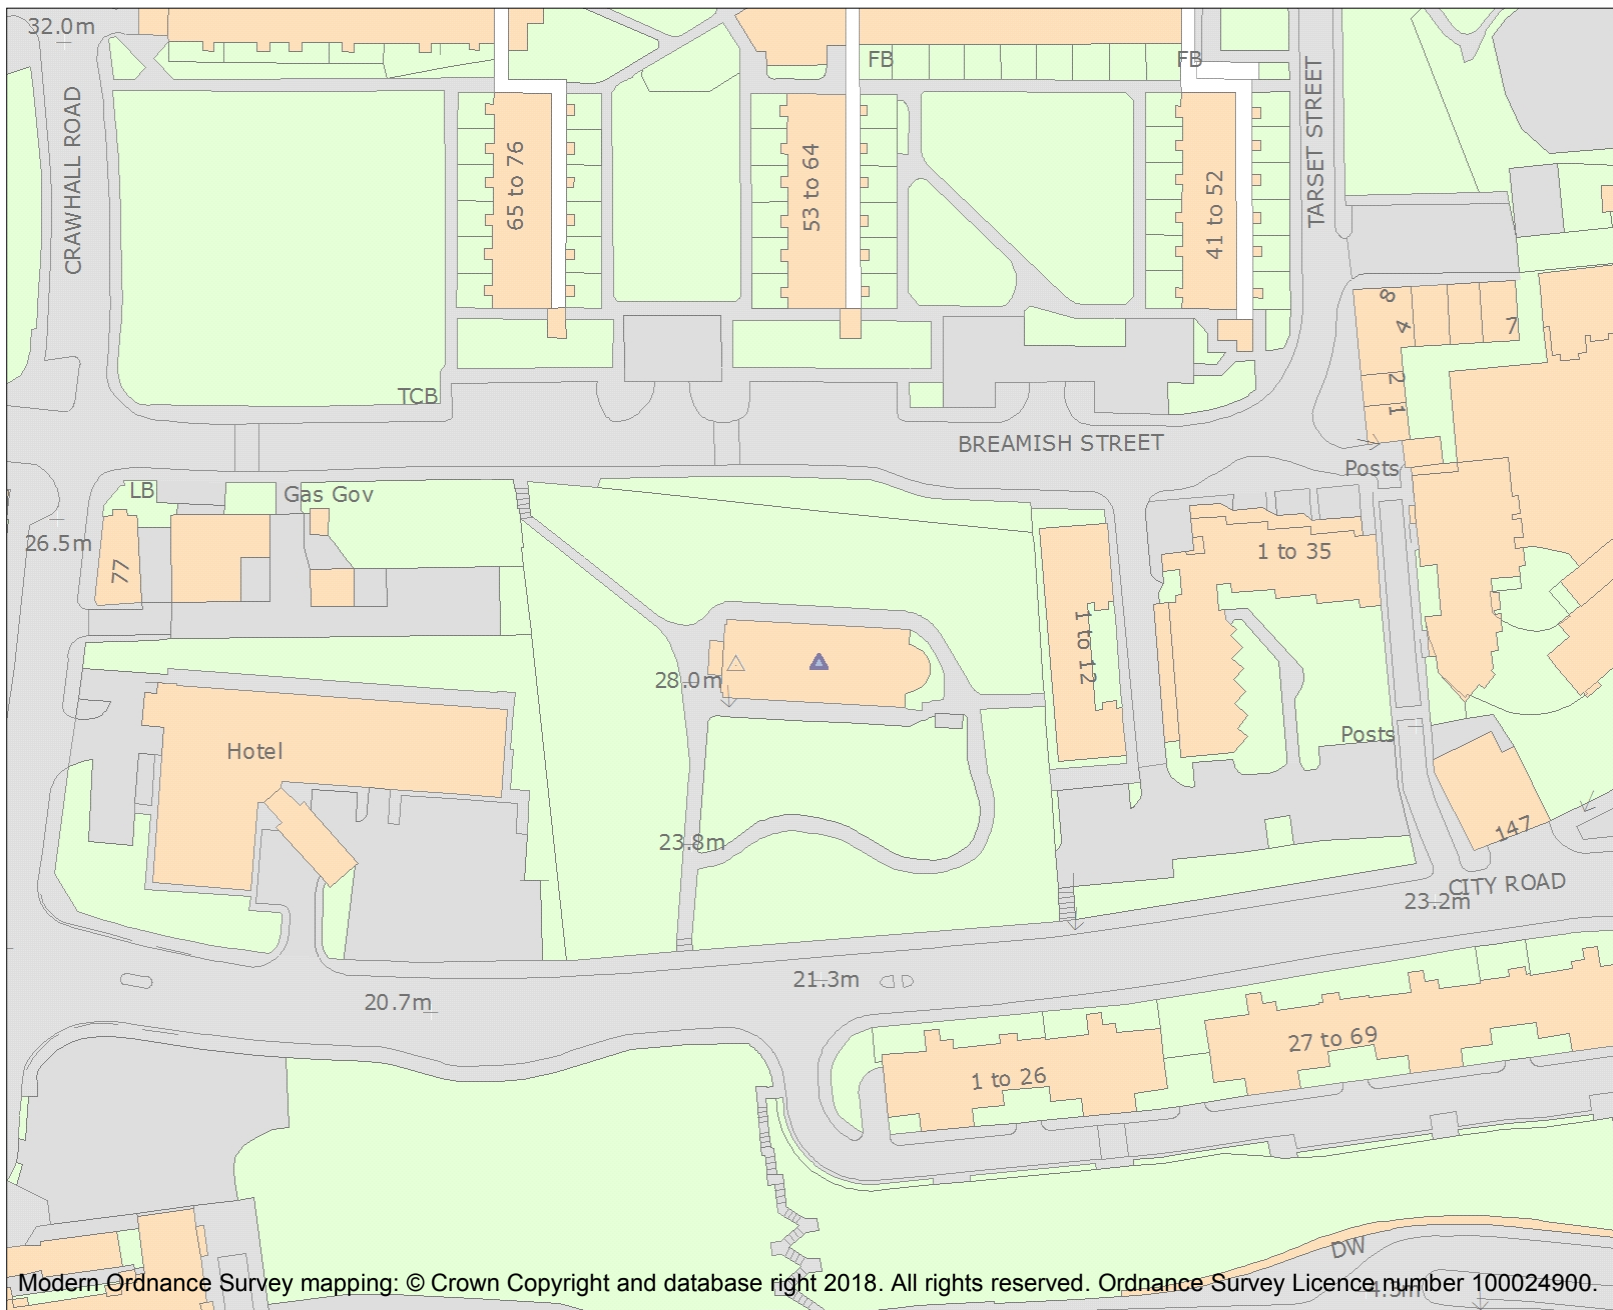 32.0m
FB
FB
CRAWHALL ROAD
TARSET STREET
65 to 76
53 to 64
41 to 52
8
4
7
2
1
TCB
BREAMISH STREET
Posts
LB
Gas Gov
26.5m
77
1 to 35
1 to 12
28.0m
Posts
Hotel
147
23.8m
CITY ROAD
23.2m
21.3m
20.7m
27 to 69
1 to 26
DW
4.3m
Modern Ordnance Survey mapping: © Crown Copyright and database right 2018. All rights reserved. Ordnance Survey Licence number 100024900.